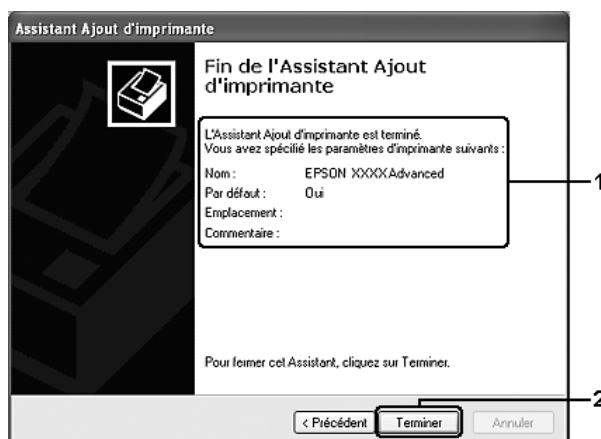 Assistant Ajout d'imprimante
Fin de l'Assistant Ajout
d'imprimante
L'Assistant Ajout d'imprimante est terminé.
Vous avez spécifié les paramètres d'imprimante suivants :
Nom : EPSON XXXX Advanced
Par défaut : Oui
Emplacement :
Commentaire :
1
Pour fermer cet Assistant, cliquez sur Terminer.
2
< Précédent Terminer Annuler